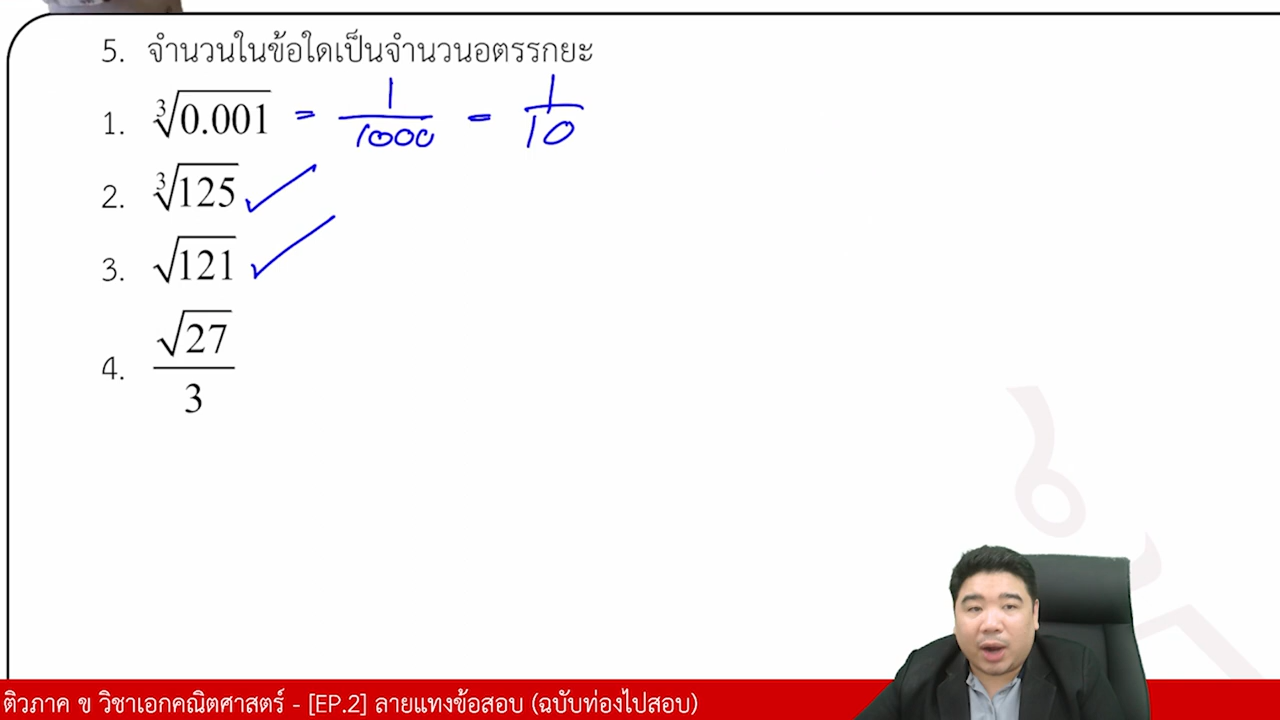 5. จำนวนในข้อใดเป็นจำนวนอตรรกยะ
1. ∛0.001 = 1/1000 = 1/10
2. ∛125 ✓
3. √121 ✓
4. √27/3
ติวภาค ข วิชาเอกคณิตศาสตร์ - [EP.2] ลายแทงข้อสอบ (ฉบับท่องไปสอบ)